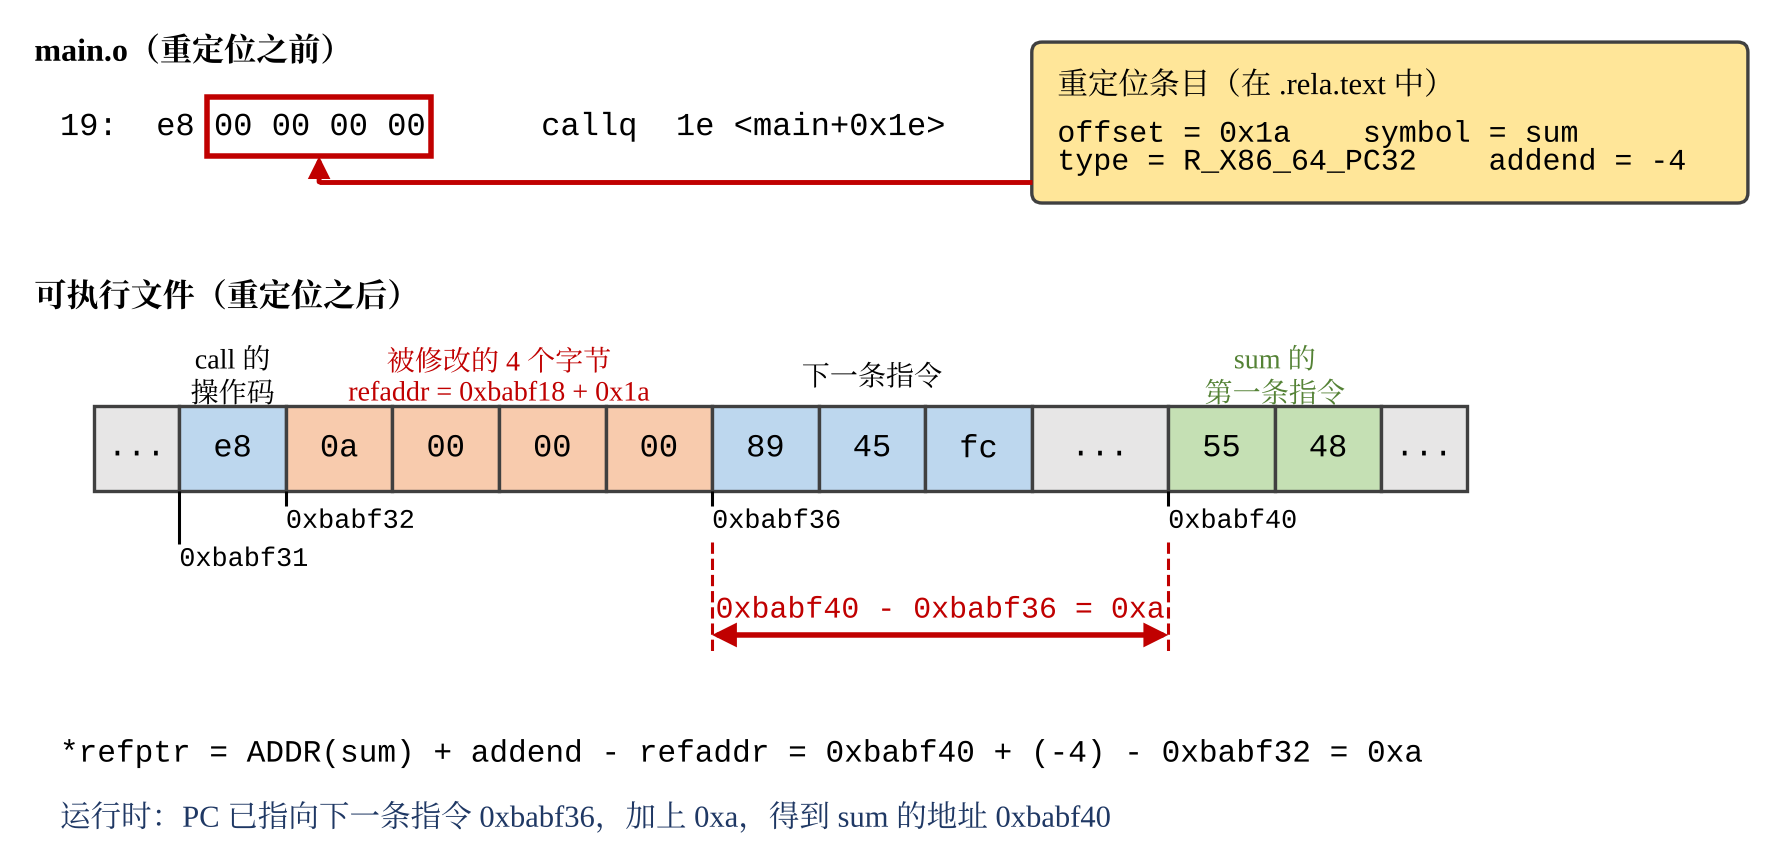 main.o（重定位之前）
19:  e8 00 00 00 00      callq  1e <main+0x1e>
重定位条目（在 .rela.text 中）
offset = 0x1a    symbol = sum
type = R_X86_64_PC32    addend = -4
可执行文件（重定位之后）
call 的
操作码
被修改的 4 个字节
refaddr = 0xbabf18 + 0x1a
下一条指令
sum 的
第一条指令
... e8 0a 00 00 00 89 45 fc ... 55 48 ...
0xbabf32 0xbabf36 0xbabf40
0xbabf31
0xbabf40 - 0xbabf36 = 0xa
*refptr = ADDR(sum) + addend - refaddr = 0xbabf40 + (-4) - 0xbabf32 = 0xa
运行时：PC 已指向下一条指令 0xbabf36，加上 0xa，得到 sum 的地址 0xbabf40